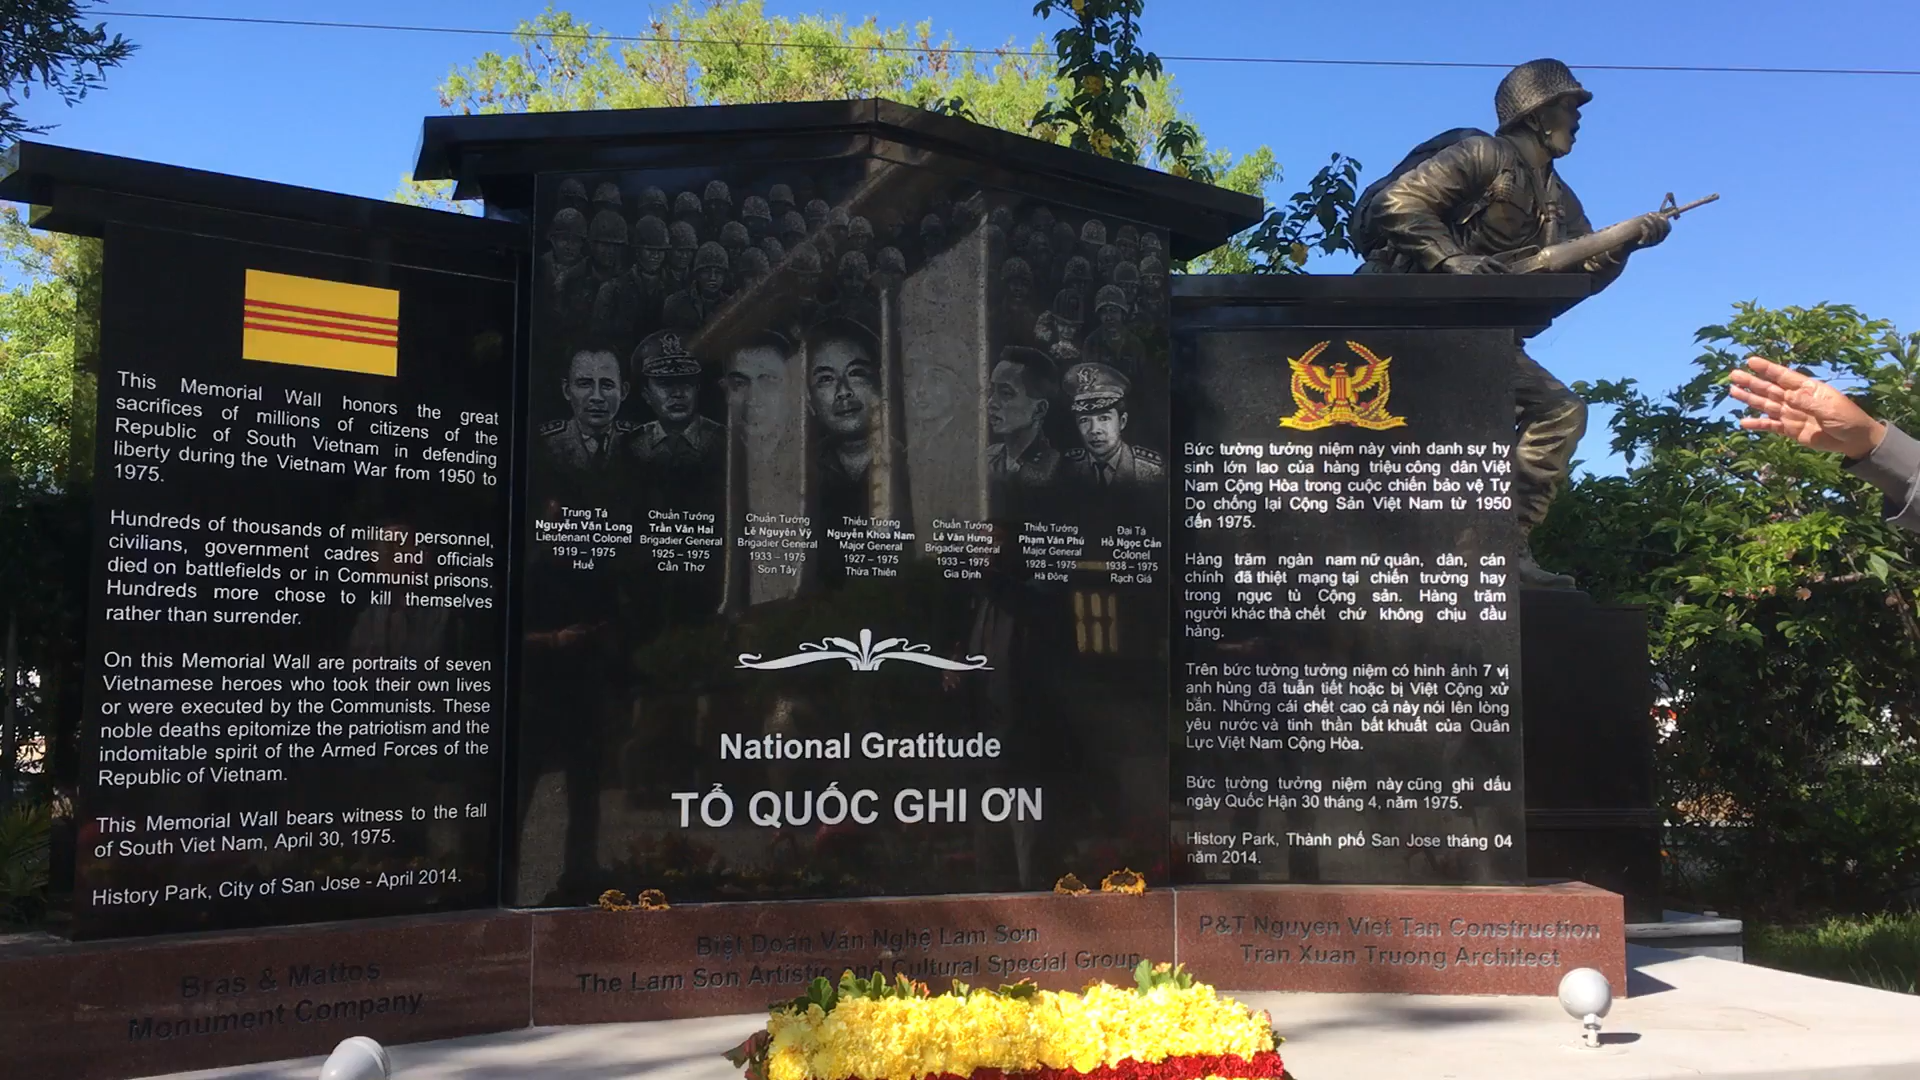 This Memorial Wall honors the great
sacrifices of millions of citizens of the
Republic of South Vietnam in defending
liberty during the Vietnam War from 1950 to
1975.
Hundreds of thousands of military personnel,
civilians, government cadres and officials
died on battlefields or in Communist prisons.
Hundreds more chose to kill themselves
rather than surrender.
On this Memorial Wall are portraits of seven
Vietnamese heroes who took their own lives
or were executed by the Communists. These
noble deaths epitomize the patriotism and the
indomitable spirit of the Armed Forces of the
Republic of Vietnam.
This Memorial Wall bears witness to the fall
of South Viet Nam, April 30, 1975.
History Park, City of San Jose - April 2014.
Trung Tá
Nguyễn Văn Long
Lieutenant Colonel
1919 – 1975
Huế
Chuẩn Tướng
Trần Văn Hai
Brigadier General
1925 – 1975
Cần Thơ
Chuẩn Tướng
Lê Nguyên Vỹ
Brigadier General
1933 – 1975
Sơn Tây
Thiếu Tướng
Nguyễn Khoa Nam
Major General
1927 – 1975
Thừa Thiên
Chuẩn Tướng
Lê Văn Hưng
Brigadier General
1933 – 1975
Gia Định
Thiếu Tướng
Phạm Văn Phú
Major General
1928 – 1975
Hà Đông
Đại Tá
Hồ Ngọc Cẩn
Colonel
1938 – 1975
Rạch Giá
National Gratitude
TỔ QUỐC GHI ƠN
Bức tường tưởng niệm này vinh danh sự hy
sinh lớn lao của hàng triệu công dân Việt
Nam Cộng Hòa trong cuộc chiến bảo vệ Tự
Do chống lại Cộng Sản Việt Nam từ 1950
đến 1975.
Hàng trăm ngàn nam nữ quân, dân, cán
chính đã thiệt mạng tại chiến trường hay
trong ngục tù Cộng sản. Hàng trăm
người khác thà chết chứ không chịu đầu
hàng.
Trên bức tường tưởng niệm có hình ảnh 7 vị
anh hùng đã tuẫn tiết hoặc bị Việt Cộng xử
bắn. Những cái chết cao cả này nói lên lòng
yêu nước và tinh thần bất khuất của Quân
Lực Việt Nam Cộng Hòa.
Bức tường tưởng niệm này cũng ghi dấu
ngày Quốc Hận 30 tháng 4, năm 1975.
History Park, Thành phố San Jose tháng 04
năm 2014.
Bras & Mattos
Monument Company
Biệt Đoàn Văn Nghệ Lam Sơn
The Lam Son Artistic and Cultural Special Group
P&T Nguyen Viet Tan Construction
Tran Xuan Truong Architect